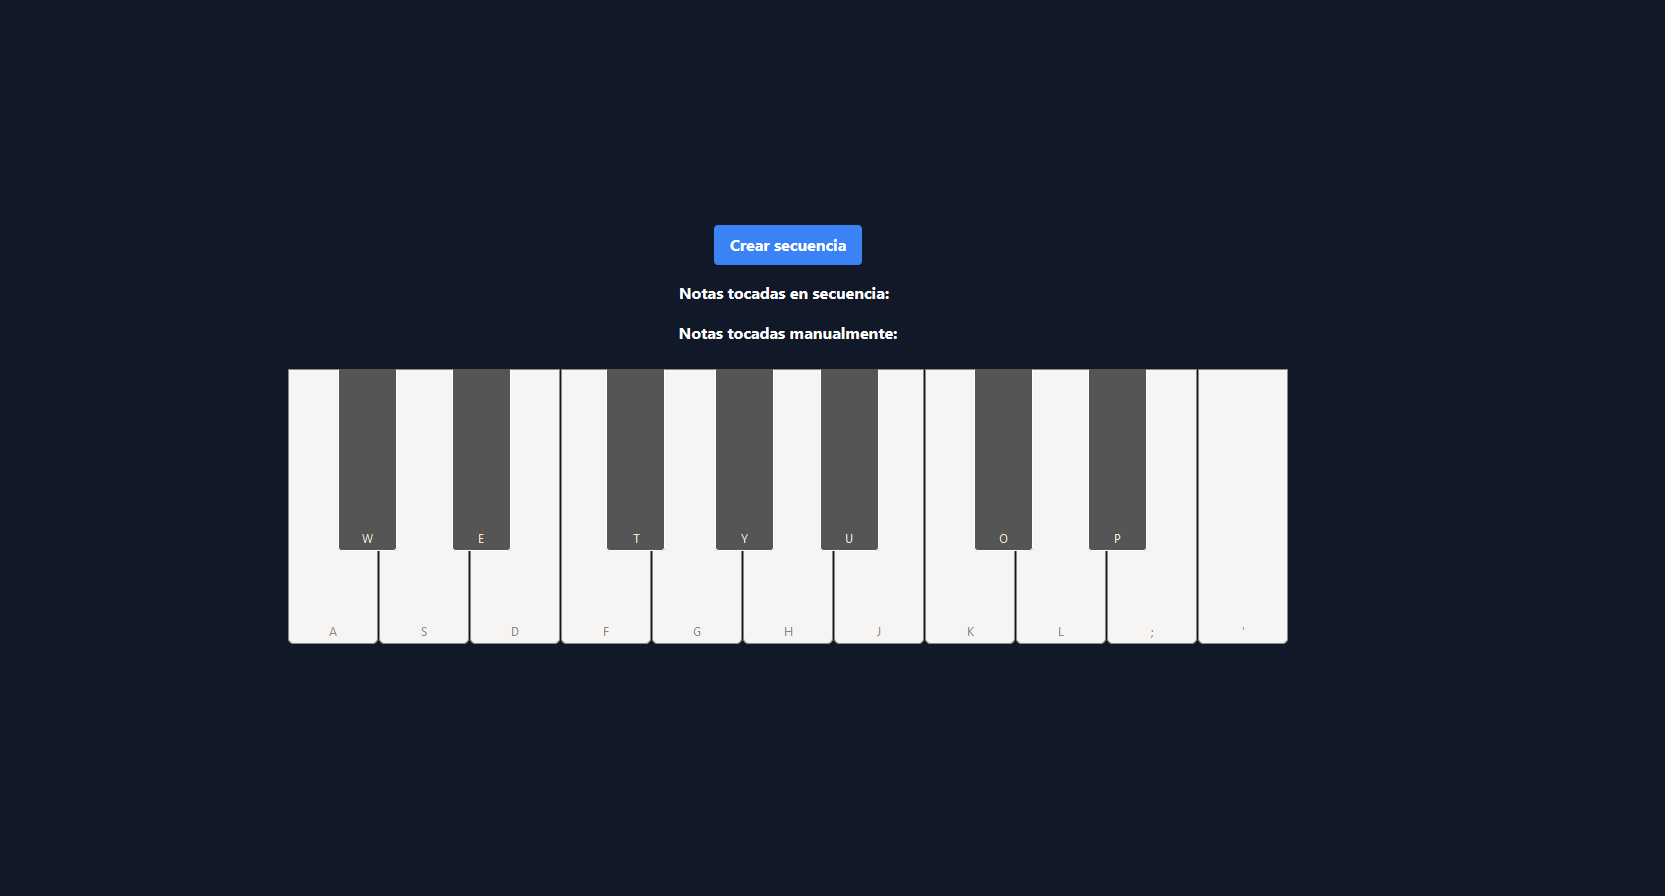 Crear secuencia
Notas tocadas en secuencia:
Notas tocadas manualmente:
W E T Y U O P
A S D F G H J K L ; '